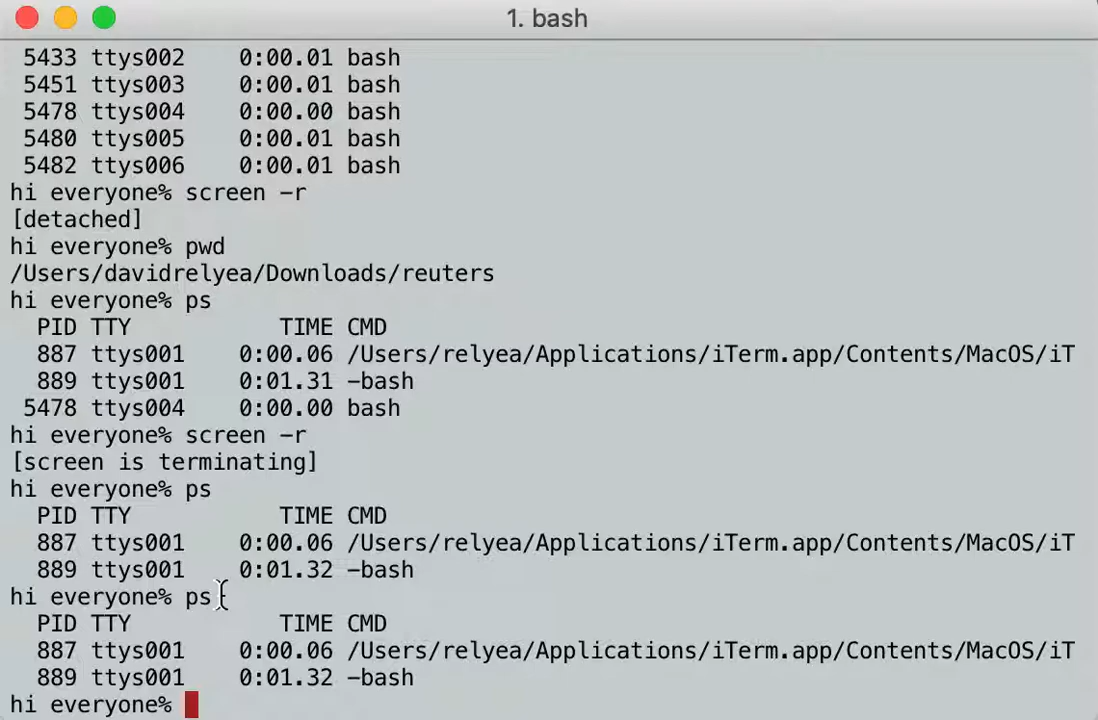 1. bash
5433 ttys002 0:00.01 bash
5451 ttys003 0:00.01 bash
5478 ttys004 0:00.00 bash
5480 ttys005 0:00.01 bash
5482 ttys006 0:00.01 bash
hi everyone% screen -r
[detached]
hi everyone% pwd
/Users/davidrelyea/Downloads/reuters
hi everyone% ps
PID TTY TIME CMD
887 ttys001 0:00.06 /Users/relyea/Applications/iTerm.app/Contents/MacOS/iT
889 ttys001 0:01.31 -bash
5478 ttys004 0:00.00 bash
hi everyone% screen -r
[screen is terminating]
hi everyone% ps
PID TTY TIME CMD
887 ttys001 0:00.06 /Users/relyea/Applications/iTerm.app/Contents/MacOS/iT
889 ttys001 0:01.32 -bash
hi everyone% ps
PID TTY TIME CMD
887 ttys001 0:00.06 /Users/relyea/Applications/iTerm.app/Contents/MacOS/iT
889 ttys001 0:01.32 -bash
hi everyone%